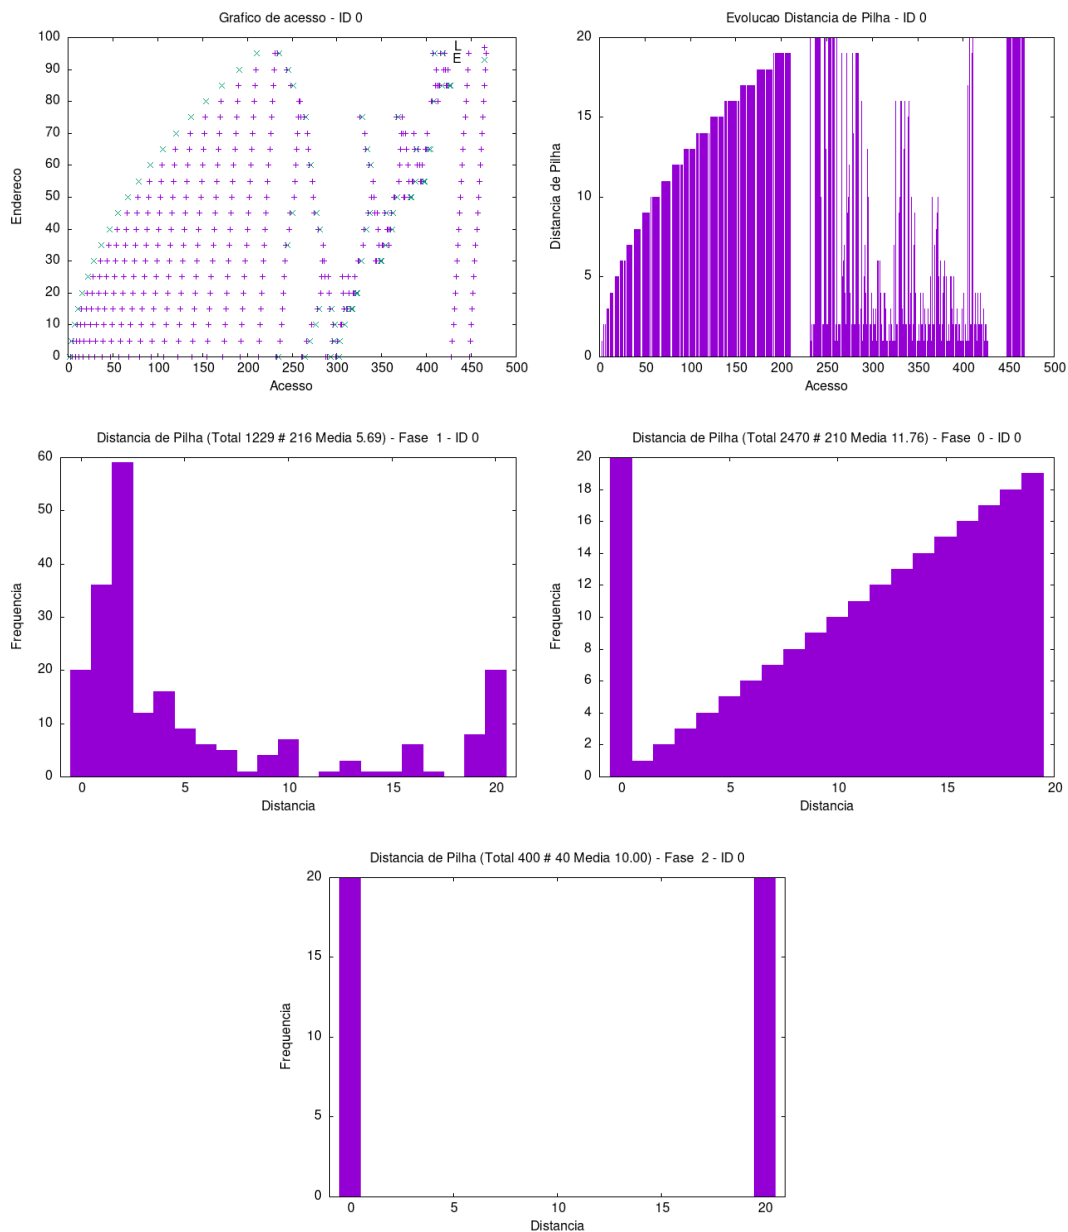 Grafico de acesso - ID 0
100
90
80
70
60
50
40
30
20
10
0
Endereco
L
E
0 50 100 150 200 250 300 350 400 450 500
Acesso
Evolucao Distancia de Pilha - ID 0
20
15
10
5
0
Distancia de Pilha
0 50 100 150 200 250 300 350 400 450 500
Acesso
Distancia de Pilha (Total 1229 # 216 Media 5.69) - Fase 1 - ID 0
60
50
40
30
20
10
0
Frequencia
0 5 10 15 20
Distancia
Distancia de Pilha (Total 2470 # 210 Media 11.76) - Fase 0 - ID 0
20
18
16
14
12
10
8
6
4
2
0
Frequencia
0 5 10 15 20
Distancia
Distancia de Pilha (Total 400 # 40 Media 10.00) - Fase 2 - ID 0
20
15
10
5
0
Frequencia
0 5 10 15 20
Distancia